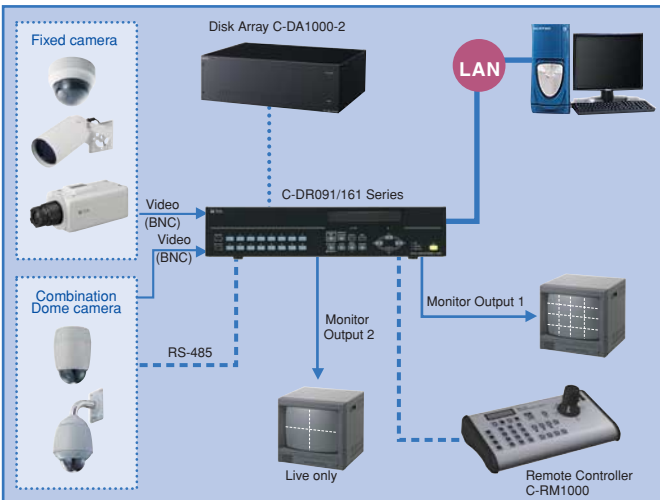 Fixed camera
Disk Array C-DA1000-2
LAN
C-DR091/161 Series
Video
(BNC)
Video
(BNC)
Combination
Dome camera
RS-485
Monitor
Output 2
Monitor Output 1
Live only
Remote Controller
C-RM1000